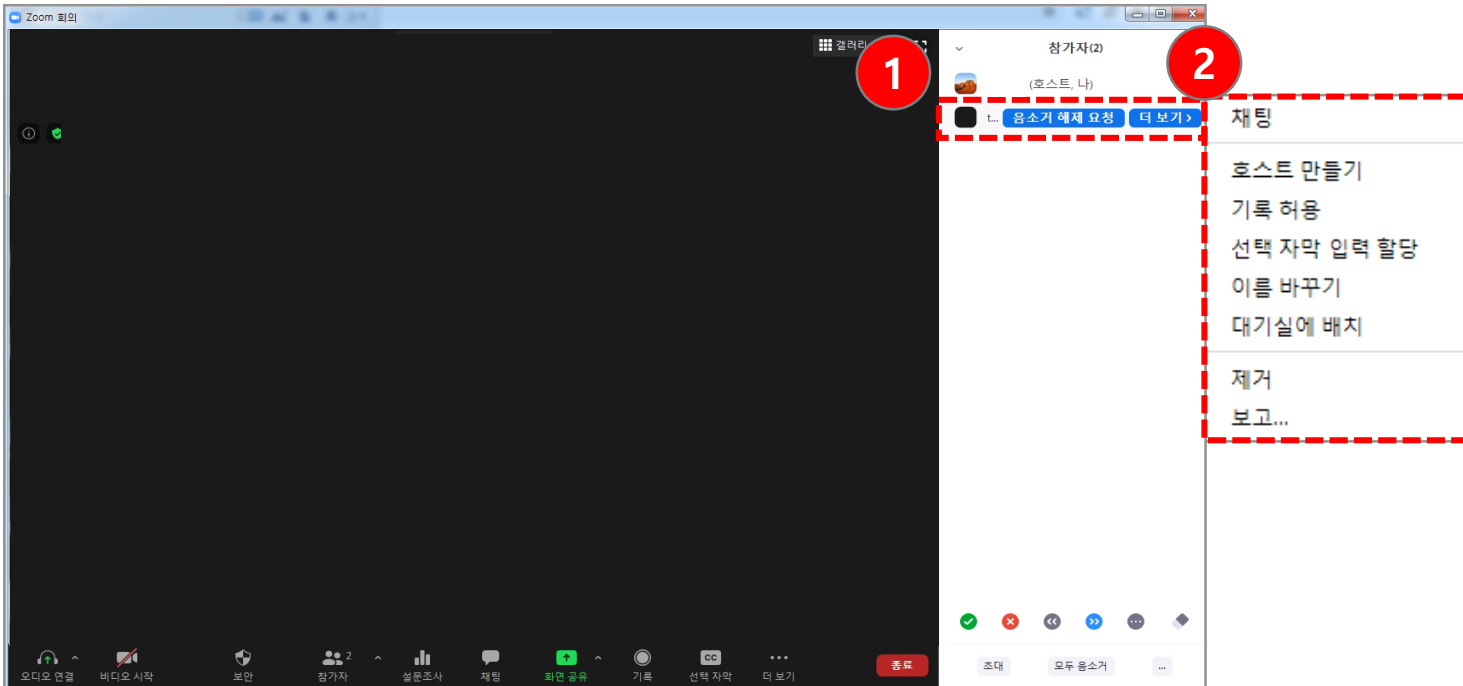 Zoom 회의
갤러리
1
참가자(2)
2
(호스트, 나)
t... 음소거 해제 요청 더 보기 >
채팅
호스트 만들기
기록 허용
선택 자막 입력 할당
이름 바꾸기
대기실에 배치
제거
보고...
오디오 연결
비디오 시작
보안
2
참가자
설문조사
채팅
화면 공유
기록
CC
선택 자막
더 보기
종료
초대
모두 음소거
...